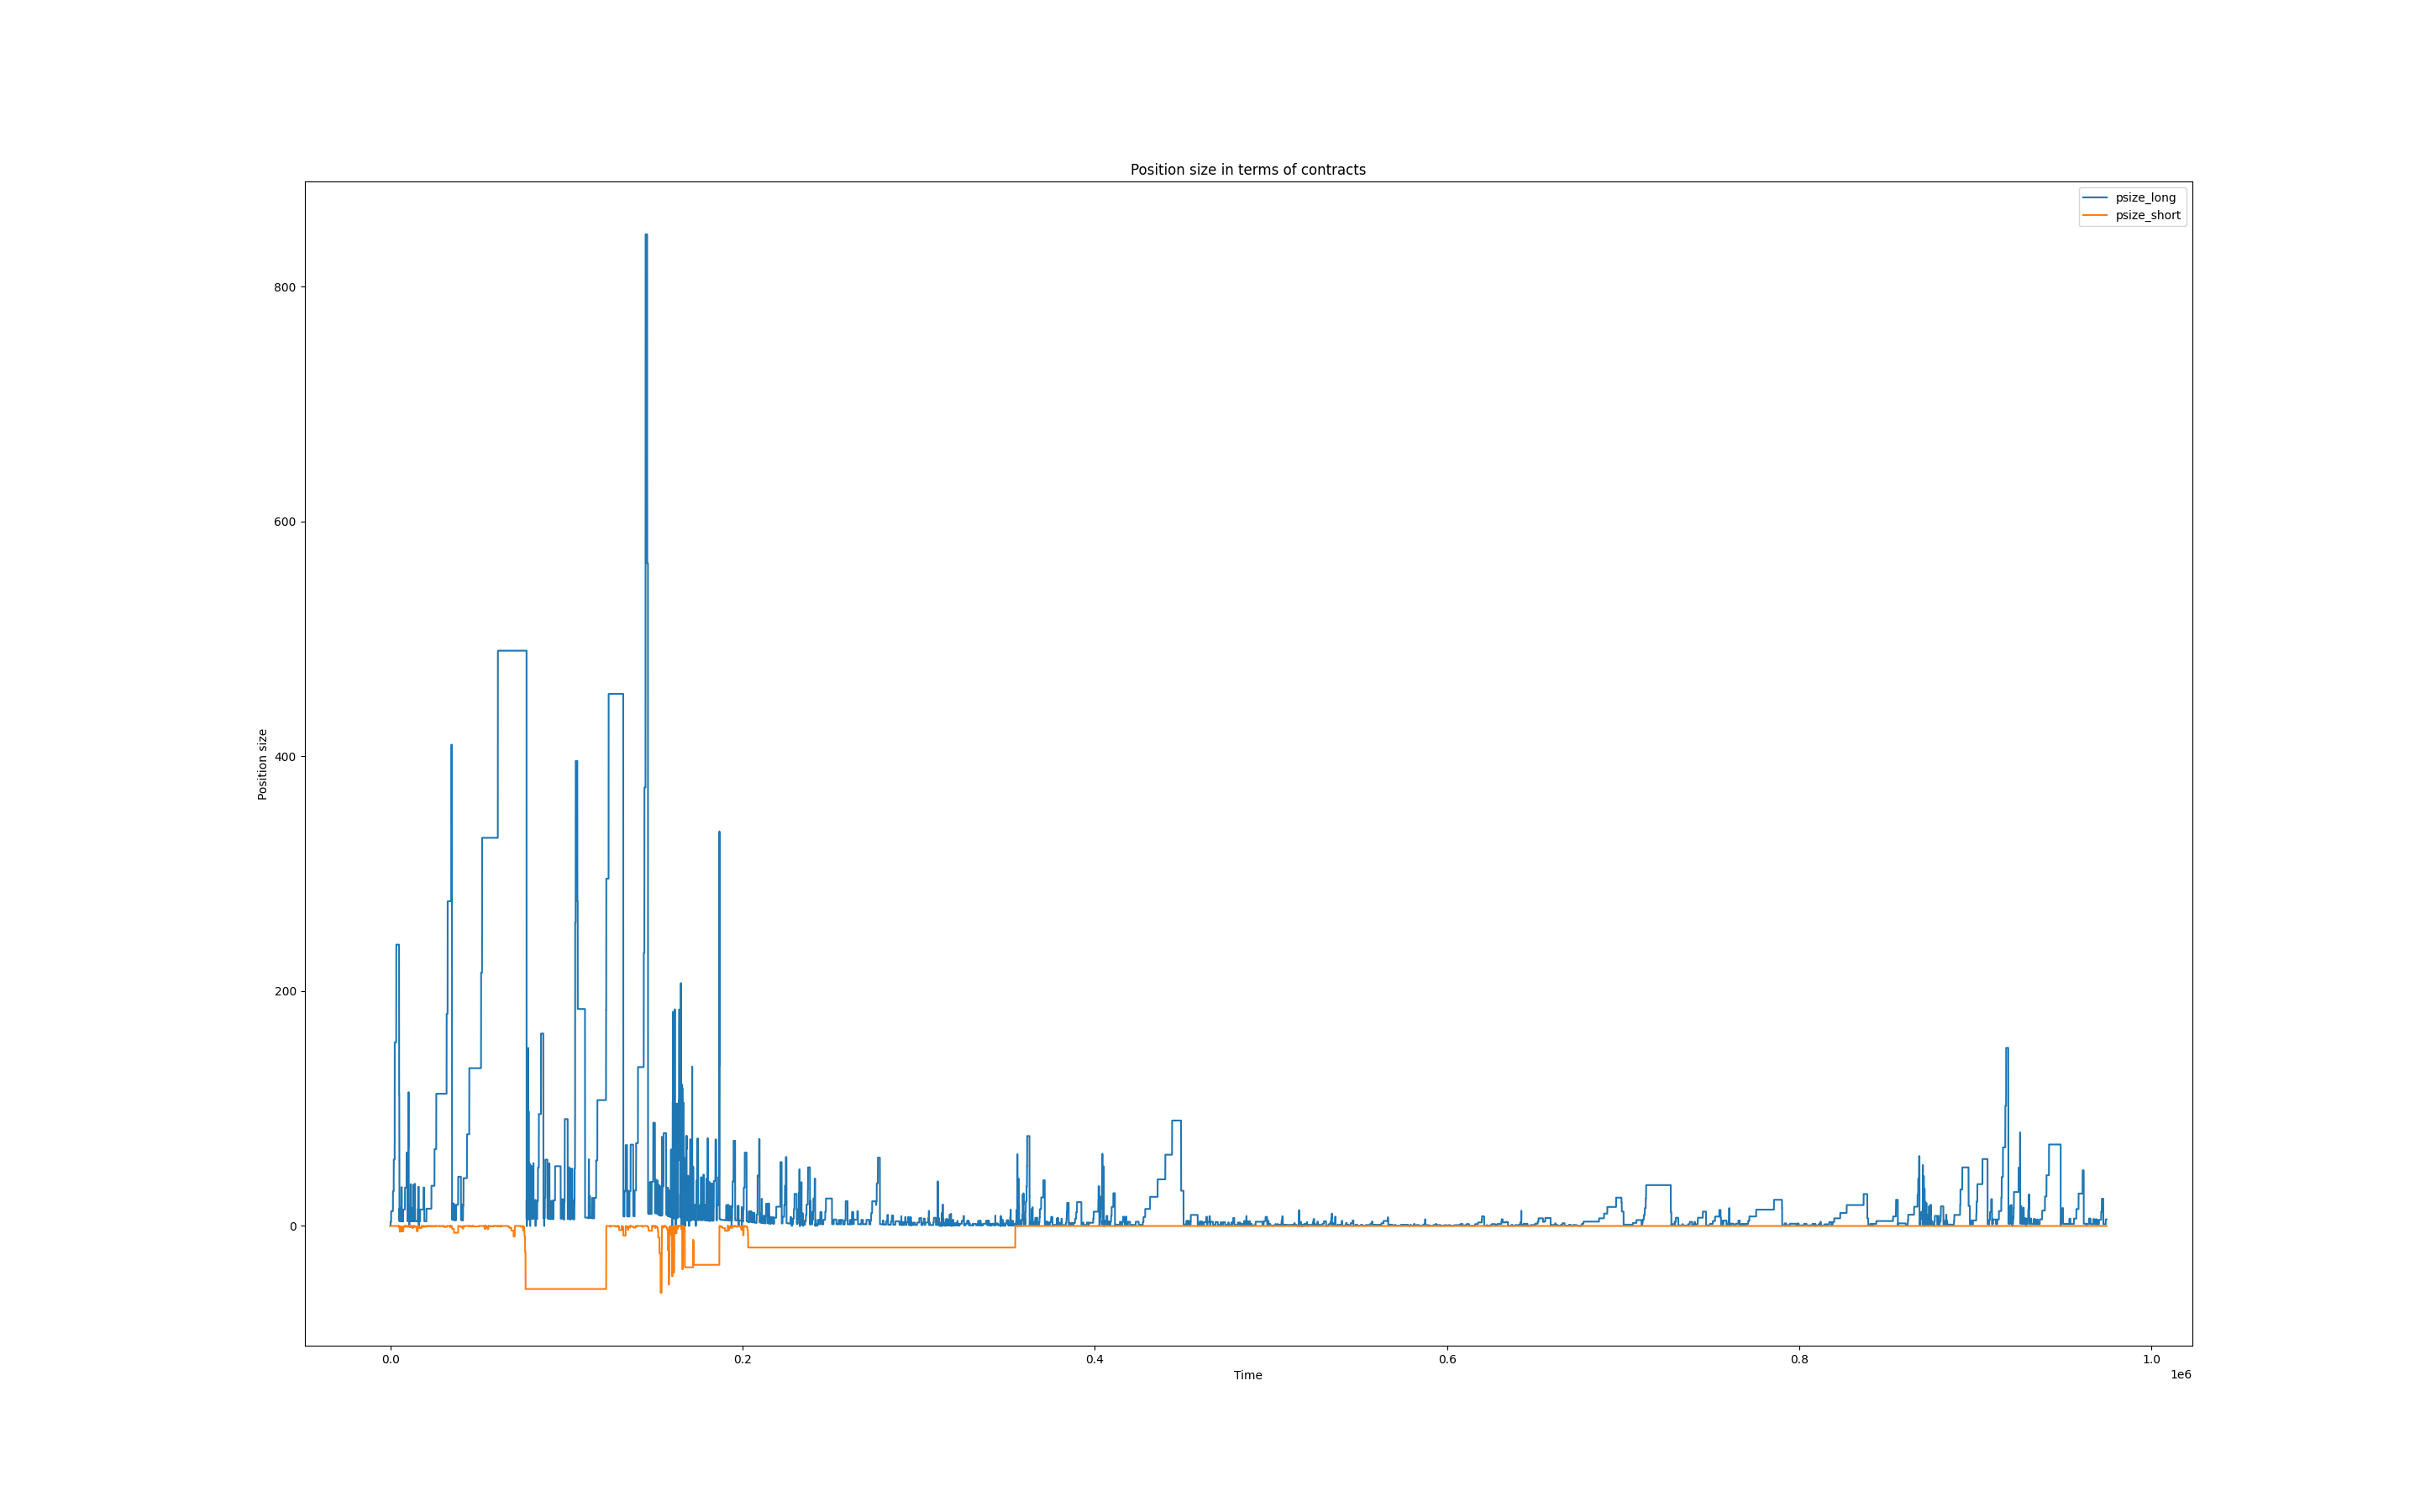 Position size in terms of contracts
psize_long
psize_short
Position size
800
600
400
200
0
0.0
0.2
0.4
0.6
0.8
1.0
1e6
Time